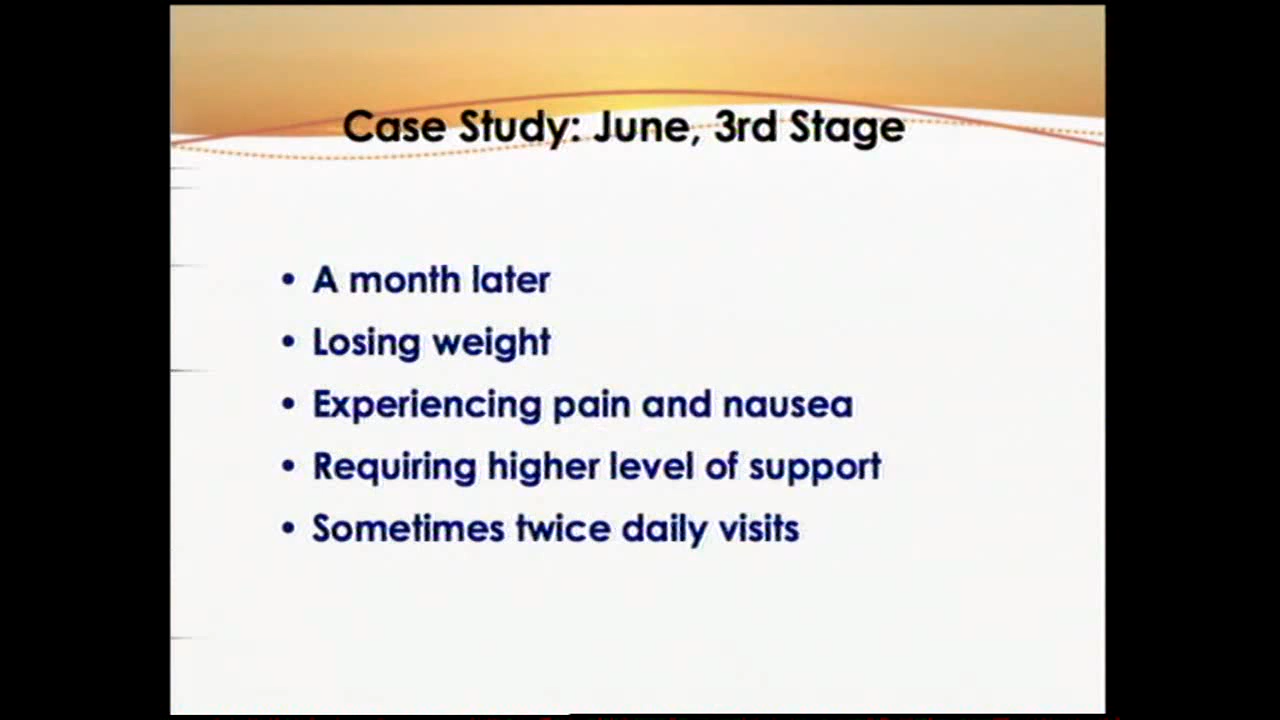 Case Study: June, 3rd Stage
• A month later
• Losing weight
• Experiencing pain and nausea
• Requiring higher level of support
• Sometimes twice daily visits